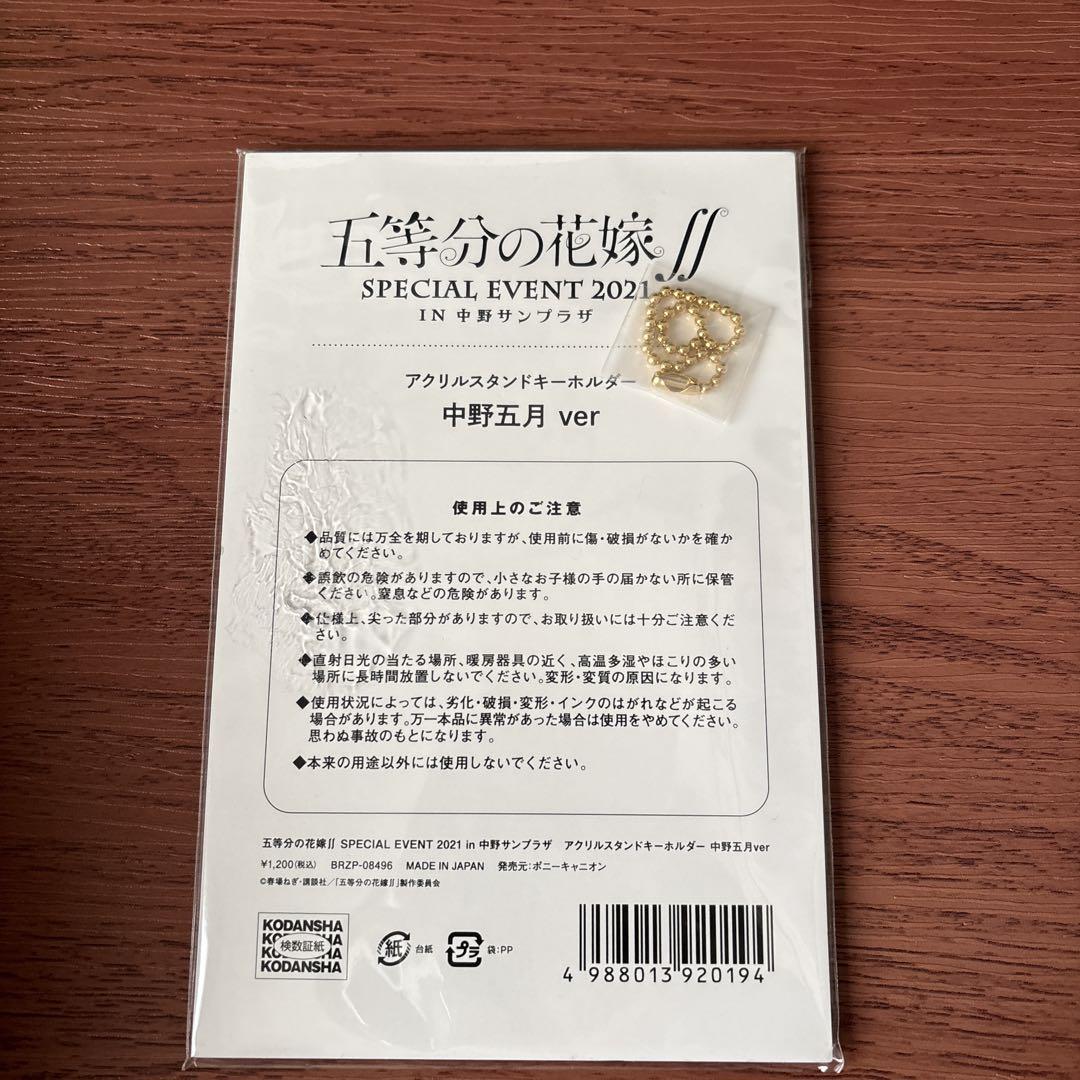 五等分の花嫁∬
SPECIAL EVENT 2021
IN 中野サンプラザ
アクリルスタンドキーホルダー
中野五月 ver
使用上のご注意
◆品質には万全を期しておりますが、使用前に傷・破損がないかを確か
めてください。
◆誤飲の危険がありますので、小さなお子様の手の届かない所に保管
ください。窒息などの危険があります。
◆仕様上、尖った部分がありますので、お取り扱いには十分ご注意くだ
さい。
◆直射日光の当たる場所、暖房器具の近く、高温多湿やほこりの多い
場所に長時間放置しないでください。変形・変質の原因になります。
◆使用状況によっては、劣化・破損・変形・インクのはがれなどが起こる
場合があります。万一本品に異常があった場合は使用をやめてください。
思わぬ事故のもとになります。
◆本来の用途以外には使用しないでください。
五等分の花嫁∬ SPECIAL EVENT 2021 in 中野サンプラザ アクリルスタンドキーホルダー 中野五月ver
¥1,200(税込) BRZP-08496 MADE IN JAPAN 発売元:ポニーキャニオン
©春場ねぎ・講談社/「五等分の花嫁∬」製作委員会
KODANSHA
検数証紙
KODANSHA
KODANSHA
紙 台紙
プラ 袋:PP
4 988013 920194